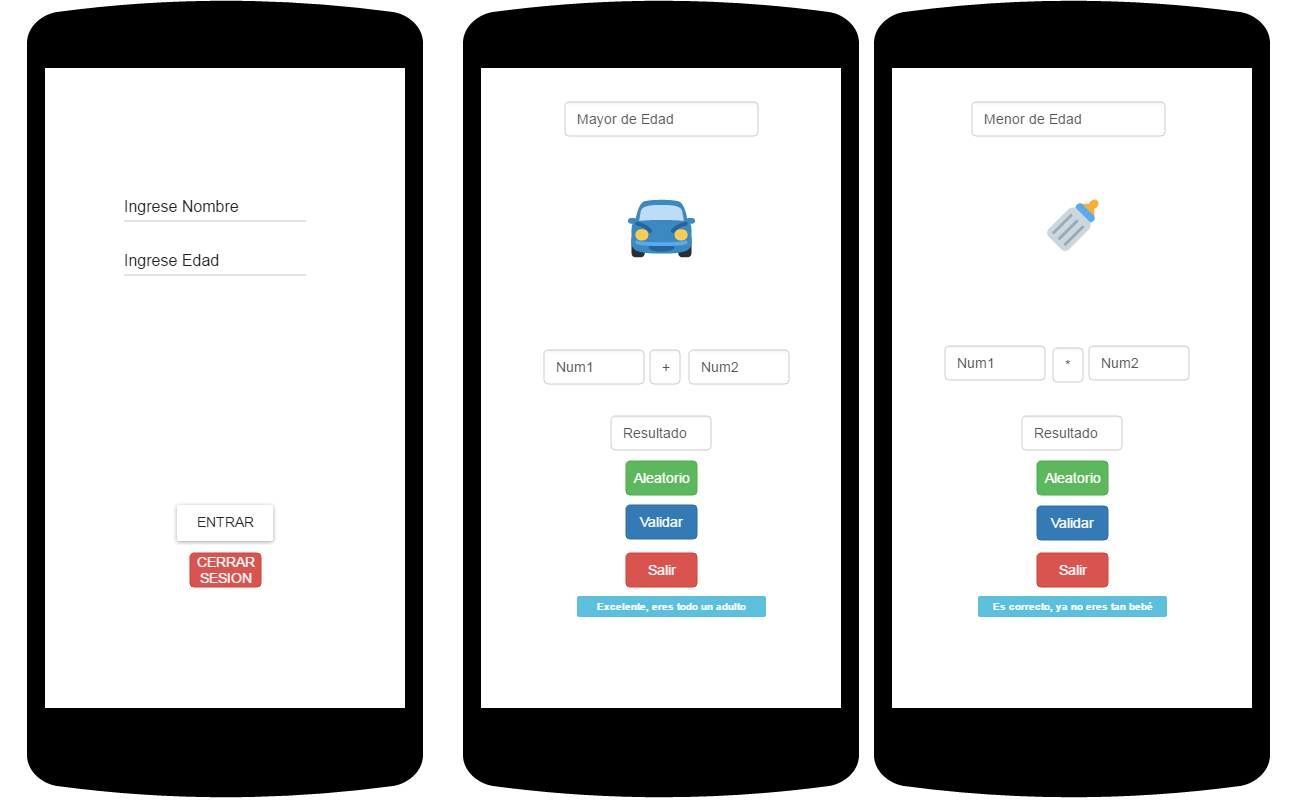 Ingrese Nombre
Ingrese Edad
ENTRAR
CERRAR
SESION
Mayor de Edad
Num1 + Num2
Resultado
Aleatorio
Validar
Salir
Excelente, eres todo un adulto
Menor de Edad
Num1 * Num2
Resultado
Aleatorio
Validar
Salir
Es correcto, ya no eres tan bebé